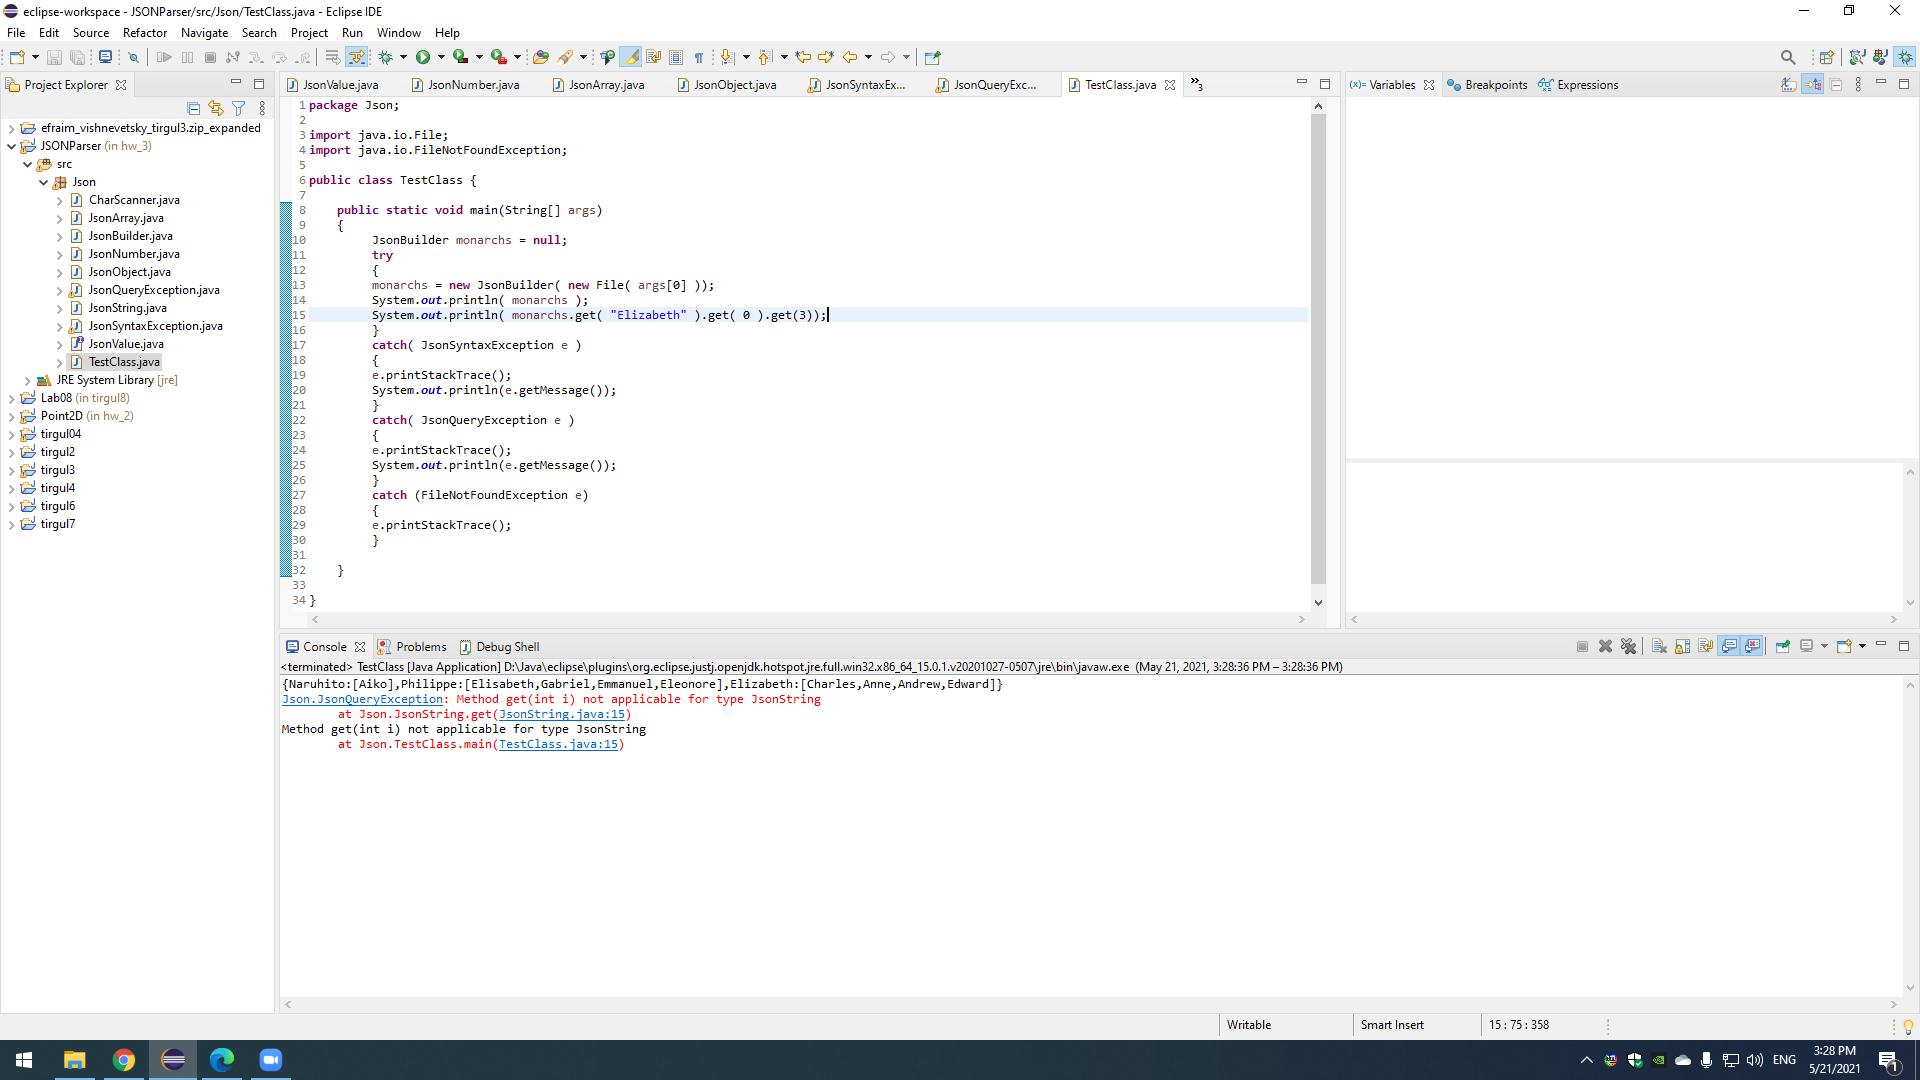 eclipse-workspace - JSONParser/src/Json/TestClass.java - Eclipse IDE
File Edit Source Refactor Navigate Search Project Run Window Help
Project Explorer
efraim_vishnevetsky_tirgul3.zip_expanded
JSONParser (in hw_3)
src
Json
CharScanner.java
JsonArray.java
JsonBuilder.java
JsonNumber.java
JsonObject.java
JsonQueryException.java
JsonString.java
JsonSyntaxException.java
JsonValue.java
TestClass.java
JRE System Library [jre]
Lab08 (in tirgul8)
Point2D (in hw_2)
tirgul04
tirgul2
tirgul3
tirgul4
tirgul6
tirgul7
JsonValue.java JsonNumber.java JsonArray.java JsonObject.java JsonSyntaxEx... JsonQueryExc... TestClass.java »3
1 package Json;
2
3 import java.io.File;
4 import java.io.FileNotFoundException;
5
6 public class TestClass {
7
8 public static void main(String[] args)
9 {
10 JsonBuilder monarchs = null;
11 try
12 {
13 monarchs = new JsonBuilder( new File( args[0] ));
14 System.out.println( monarchs );
15 System.out.println( monarchs.get( "Elizabeth" ).get( 0 ).get(3));
16 }
17 catch( JsonSyntaxException e )
18 {
19 e.printStackTrace();
20 System.out.println(e.getMessage());
21 }
22 catch( JsonQueryException e )
23 {
24 e.printStackTrace();
25 System.out.println(e.getMessage());
26 }
27 catch (FileNotFoundException e)
28 {
29 e.printStackTrace();
30 }
31
32 }
33
34 }
(x)= Variables Breakpoints Expressions
Console Problems Debug Shell
<terminated> TestClass [Java Application] D:\Java\eclipse\plugins\org.eclipse.justj.openjdk.hotspot.jre.full.win32.x86_64_15.0.1.v20201027-0507\jre\bin\javaw.exe (May 21, 2021, 3:28:36 PM – 3:28:36 PM)
{Naruhito:[Aiko],Philippe:[Elisabeth,Gabriel,Emmanuel,Eleonore],Elizabeth:[Charles,Anne,Andrew,Edward]}
Json.JsonQueryException: Method get(int i) not applicable for type JsonString
at Json.JsonString.get(JsonString.java:15)
Method get(int i) not applicable for type JsonString
at Json.TestClass.main(TestClass.java:15)
Writable Smart Insert 15 : 75 : 358
ENG
3:28 PM
5/21/2021
1